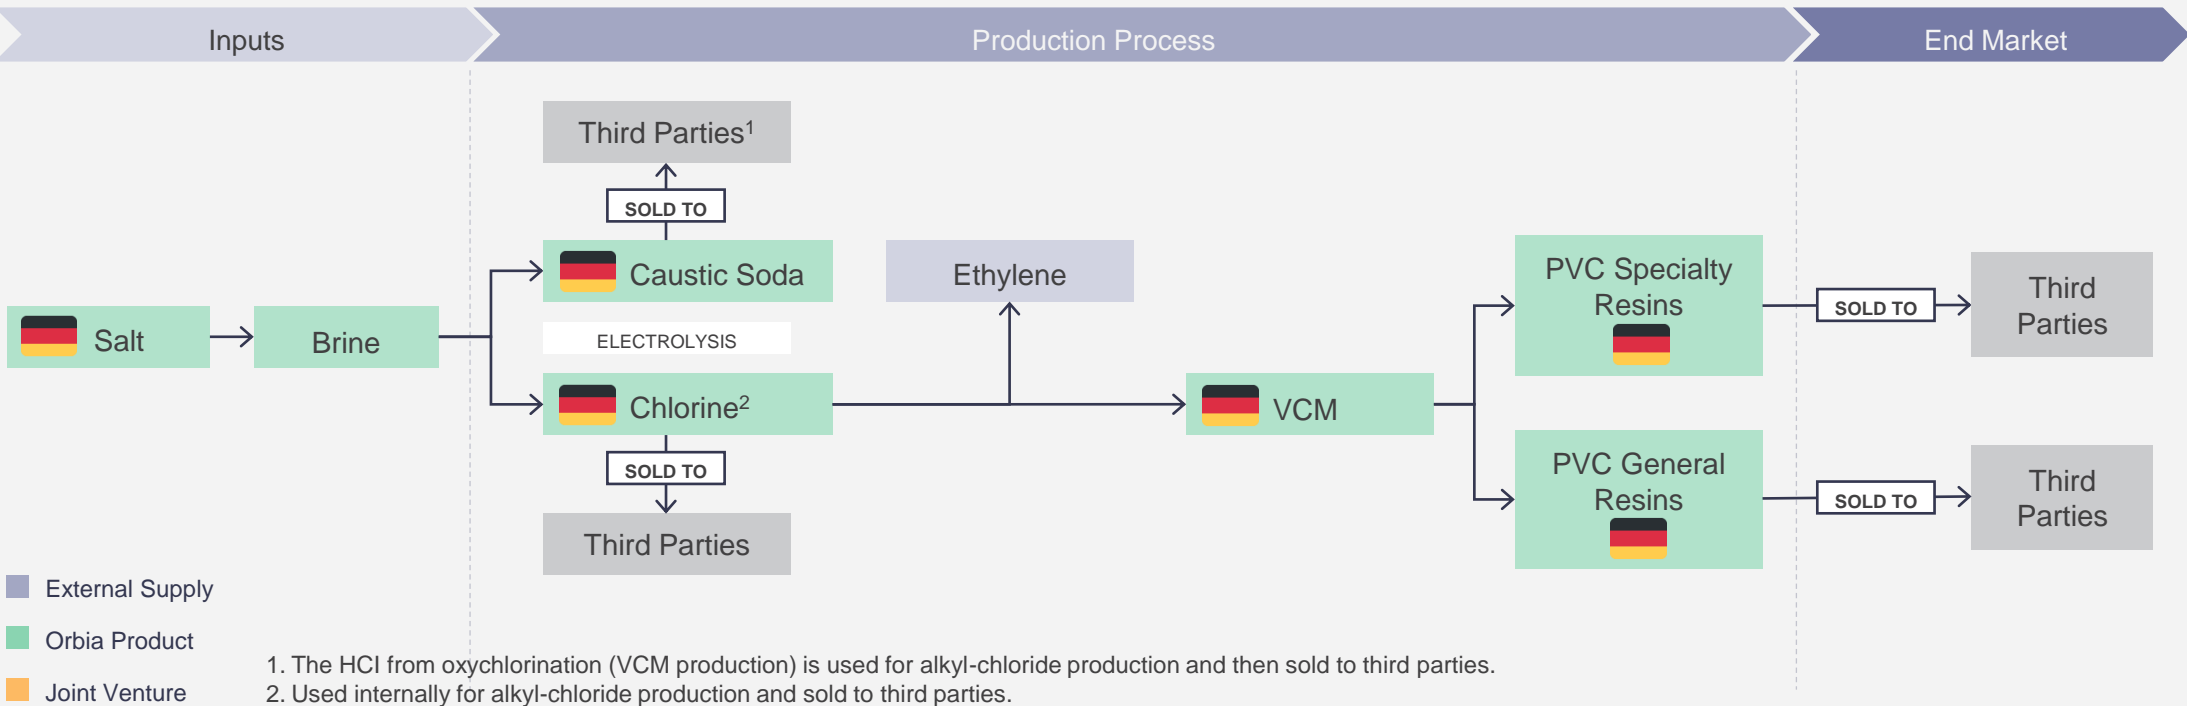 Inputs
Production Process
End Market
Third Parties¹
SOLD TO
Caustic Soda
Ethylene
PVC Specialty
Resins
SOLD TO
Third
Parties
Salt
Brine
ELECTROLYSIS
Chlorine²
VCM
SOLD TO
PVC General
Resins
SOLD TO
Third
Parties
Third Parties
External Supply
Orbia Product
Joint Venture
1. The HCI from oxychlorination (VCM production) is used for alkyl-chloride production and then sold to third parties.
2. Used internally for alkyl-chloride production and sold to third parties.